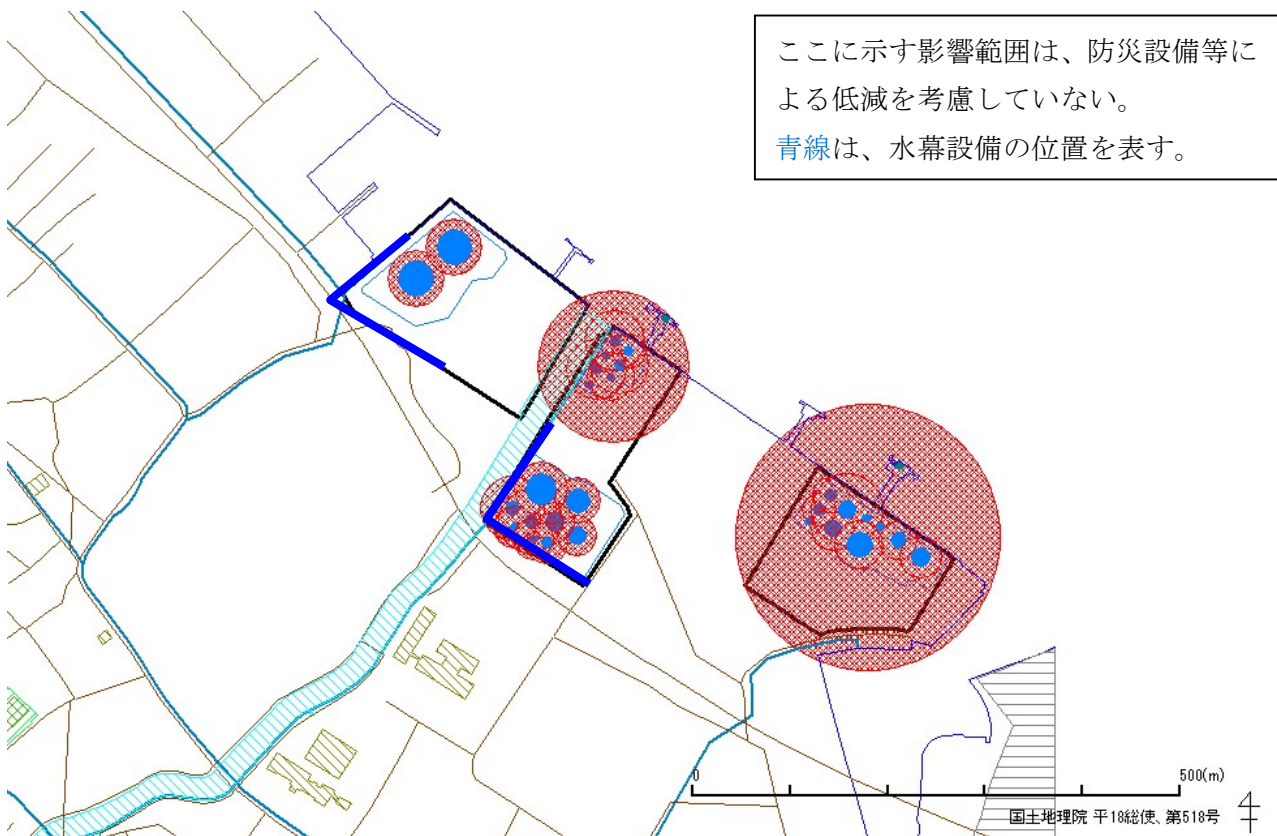 ここに示す影響範囲は、防災設備等に
よる低減を考慮していない。
青線は、水幕設備の位置を表す。
0 500(m)
国土地理院 平18総使、第518号